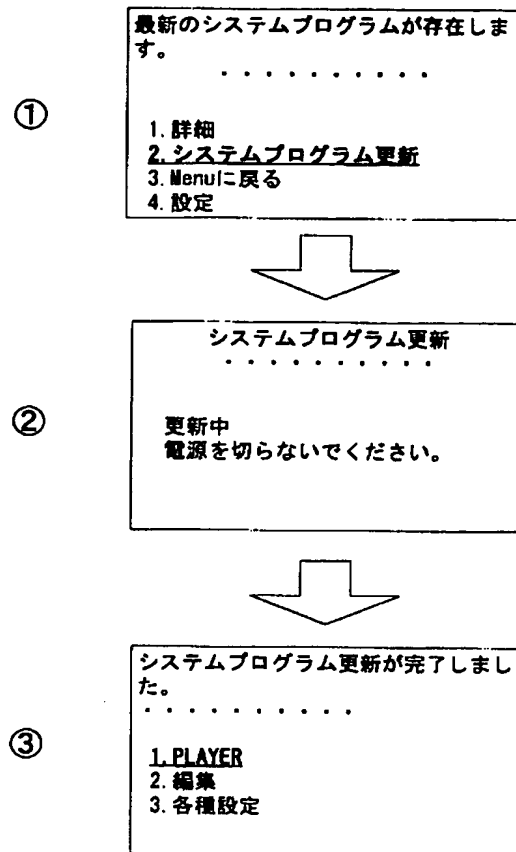 ①
最新のシステムプログラムが存在しま
す。
・・・・・・・・・・
1. 詳細
2. システムプログラム更新
3. Menuに戻る
4. 設定
②
システムプログラム更新
・・・・・・・・・・
更新中
電源を切らないでください。
③
システムプログラム更新が完了しまし
た。
・・・・・・・・・・
1. PLAYER
2. 編集
3. 各種設定